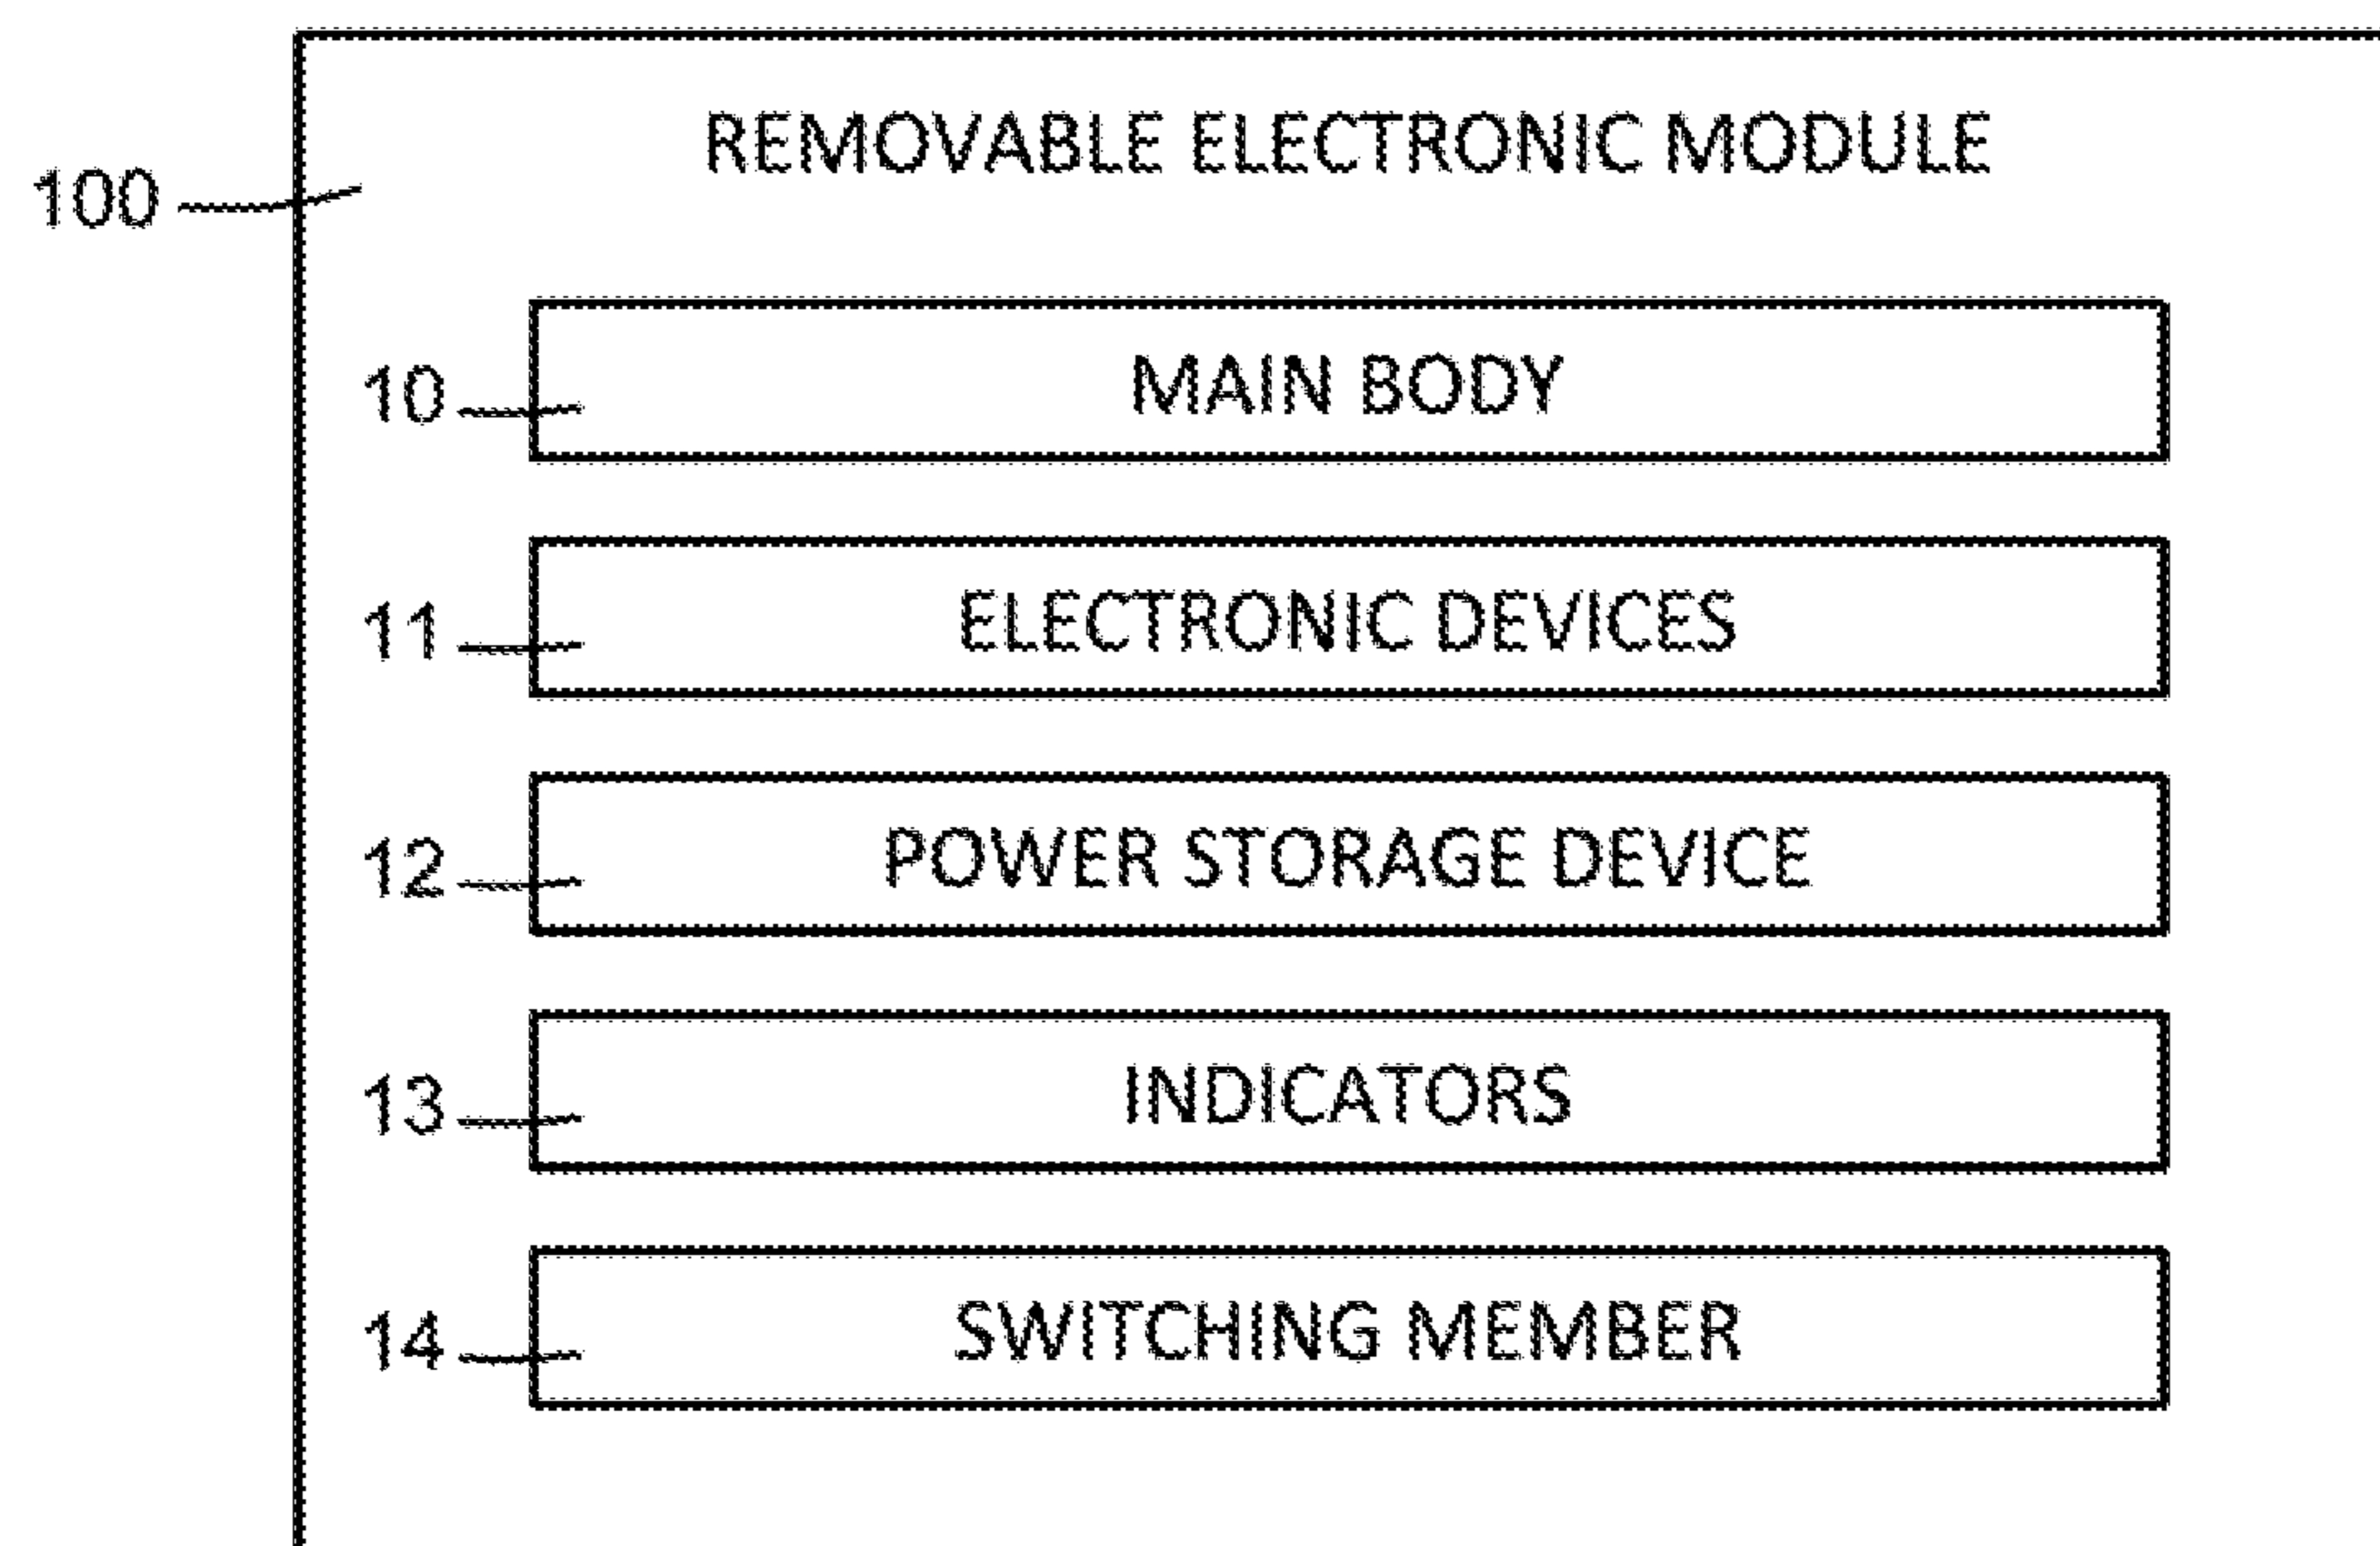 REMOVABLE ELECTRONIC MODULE
100
10 MAIN BODY
11 ELECTRONIC DEVICES
12 POWER STORAGE DEVICE
13 INDICATORS
14 SWITCHING MEMBER